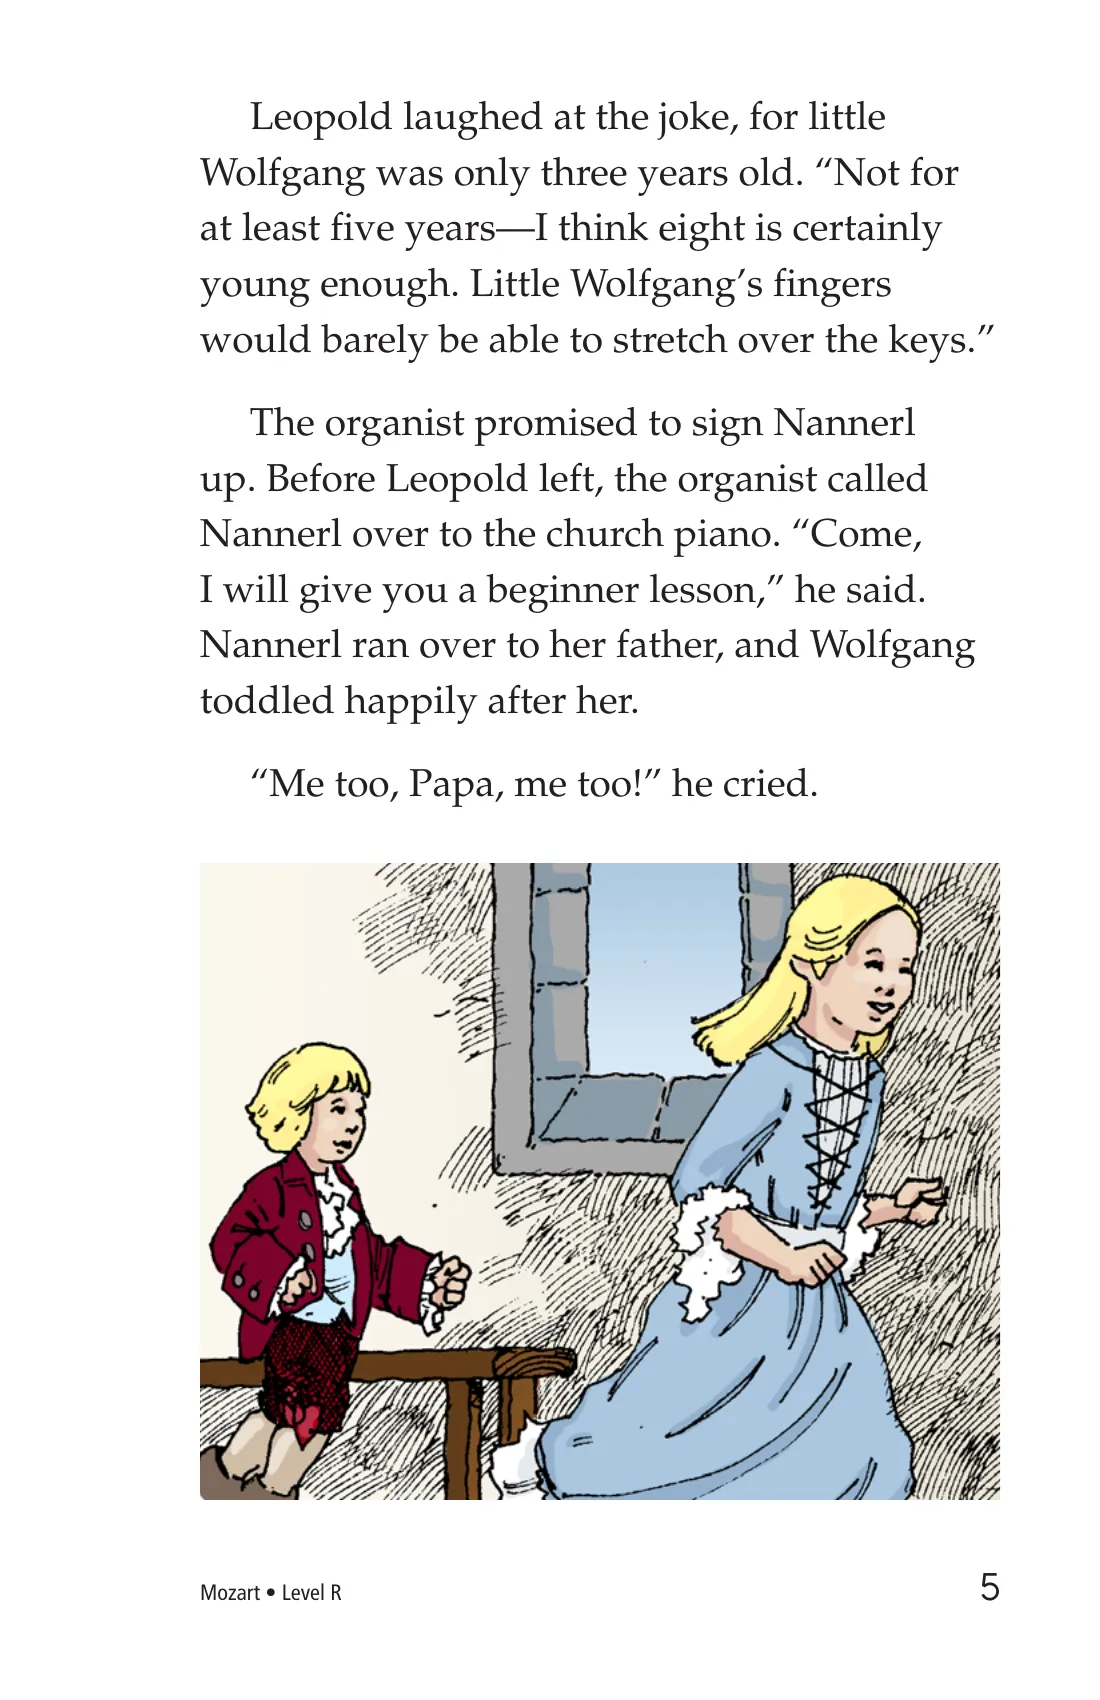 Leopold laughed at the joke, for little
Wolfgang was only three years old. “Not for
at least five years—I think eight is certainly
young enough. Little Wolfgang’s fingers
would barely be able to stretch over the keys.”
The organist promised to sign Nannerl
up. Before Leopold left, the organist called
Nannerl over to the church piano. “Come,
I will give you a beginner lesson,” he said.
Nannerl ran over to her father, and Wolfgang
toddled happily after her.
“Me too, Papa, me too!” he cried.
Mozart • Level R
5